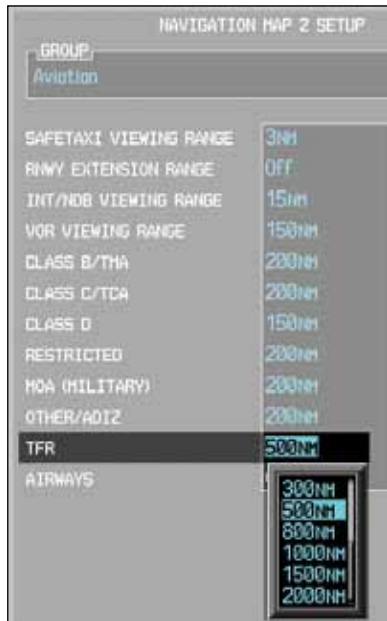 NAVIGATION MAP 2 SETUP
GROUP
Aviation
SAFETAXI VIEWING RANGE 3NM
RNWY EXTENSION RANGE Off
INT/NDB VIEWING RANGE 15NM
VOR VIEWING RANGE 150NM
CLASS B/TMA 200NM
CLASS C/TCA 200NM
CLASS D 150NM
RESTRICTED 200NM
MOA (MILITARY) 200NM
OTHER/ADIZ 200NM
TFR 500NM
AIRWAYS
300NM
500NM
800NM
1000NM
1500NM
2000NM